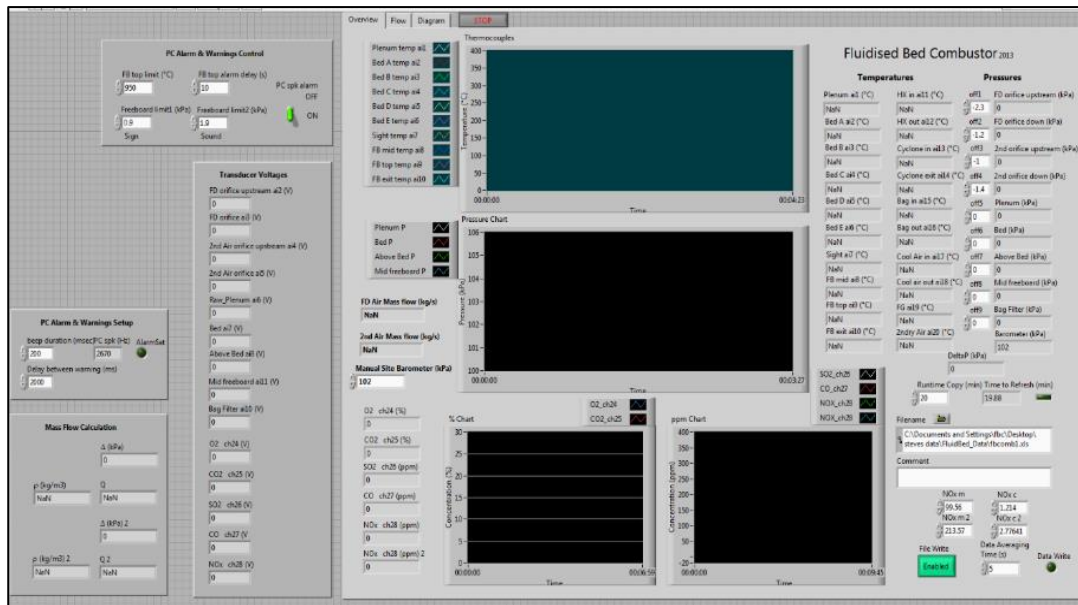 Overview Flow Diagram STOP
PC Alarm & Warnings Control
FB top limit (°C) FB top alarm delay (s)
950 10
PC spk alarm
OFF
ON
Freeboard limit1 (kPa) Freeboard limit2 (kPa)
0.9 1.9
Sign Sound
Transducer Voltages
FD orifice upstream ai2 (V)
0
FD orifice ai3 (V)
0
2nd Air orifice upstream ai4 (V)
0
2nd Air orifice ai5 (V)
0
Raw_Plenum ai6 (V)
0
Bed ai7 (V)
0
Above Bed ai8 (V)
0
Mid freeboard ai11 (V)
0
Bag Filter ai10 (V)
0
O2 ch24 (V)
0
CO2 ch25 (V)
0
SO2 ch26 (V)
0
CO ch27 (V)
0
NOx ch28 (V)
0
PC Alarm & Warnings Setup
beep duration (msec) PC spk (Hz) AlarmSet
200 2670
Delay between warning (ms)
2000
Mass Flow Calculation
Δ (kPa)
0
ρ (kg/m3) Q
NaN NaN
Δ (kPa) 2
0
ρ (kg/m3) 2 Q 2
NaN NaN
Plenum temp ai1
Bed A temp ai2
Bed B temp ai3
Bed C temp ai4
Bed D temp ai5
Bed E temp ai6
Sight temp ai7
FB mid temp ai8
FB top temp ai9
FB exit temp ai10
Thermocouples
Temperature (°C)
400
350
300
250
200
150
100
50
0
00:00:00 00:04:23
Time
Plenum P
Bed P
Above Bed P
Mid freeboard P
Pressure Chart
Pressure (kPa)
106
105
104
103
102
101
100
00:00:00 00:03:27
Time
FD Air Mass flow (kg/s)
NaN
2nd Air Mass flow (kg/s)
NaN
Manual Site Barometer (kPa)
102
O2 ch24 (%)
0
CO2 ch25 (%)
0
SO2 ch26 (ppm)
0
CO ch27 (ppm)
0
NOx ch28 (ppm)
0
NOx ch28 (ppm) 2
0
O2_ch24
CO2_ch25
% Chart
Concentration (%)
30
25
20
15
10
5
0
00:00:00 00:06:59
Time
SO2_ch26
CO_ch27
NOX_ch28
NOX_ch28
ppm Chart
Concentration (ppm)
400
350
300
250
200
150
100
50
-20
00:00:00 00:09:45
Time
Fluidised Bed Combustor 2013
Temperatures Pressures
Plenum ai1 (°C) HX in ai11 (°C) off1 FD orifice upstream (kPa)
NaN NaN -2.3 0
Bed A ai2 (°C) HX out ai12 (°C) off2 FD orifice down (kPa)
NaN NaN -1.2 0
Bed B ai3 (°C) Cyclone in ai13 (°C) off3 2nd orifice upstream (kPa)
NaN NaN -1 0
Bed C ai4 (°C) Cyclone exit ai14 (°C) off4 2nd orifice down (kPa)
NaN NaN -1.4 0
Bed D ai5 (°C) Bag in ai15 (°C) off5 Plenum (kPa)
NaN NaN 0 0
Bed E ai6 (°C) Bag out ai16 (°C) off6 Bed (kPa)
NaN NaN 0 0
Sight ai7 (°C) Cool Air in ai17 (°C) off7 Above Bed (kPa)
NaN NaN 0 0
FB mid ai8 (°C) Cool air out ai18 (°C) off8 Mid freeboard (kPa)
NaN NaN 0 0
FB top ai9 (°C) FG ai19 (°C) off9 Bag Filter (kPa)
NaN NaN 0 0
FB exit ai10 (°C) 2ndry Air ai20 (°C) Barometer (kPa)
NaN NaN 102
DeltaP (kPa)
0
Runtime Copy (min) Time to Refresh (min)
20 19.88
Filename
C:\Documents and Settings\fbc\Desktop\
steves data\FluidBed_Data\fbcomb1.xls
Comment
NOx m NOx c
99.56 1.214
NOx m 2 NOx c 2
213.57 2.77641
File Write Data Averaging Time (s) Data Write
Enabled 5